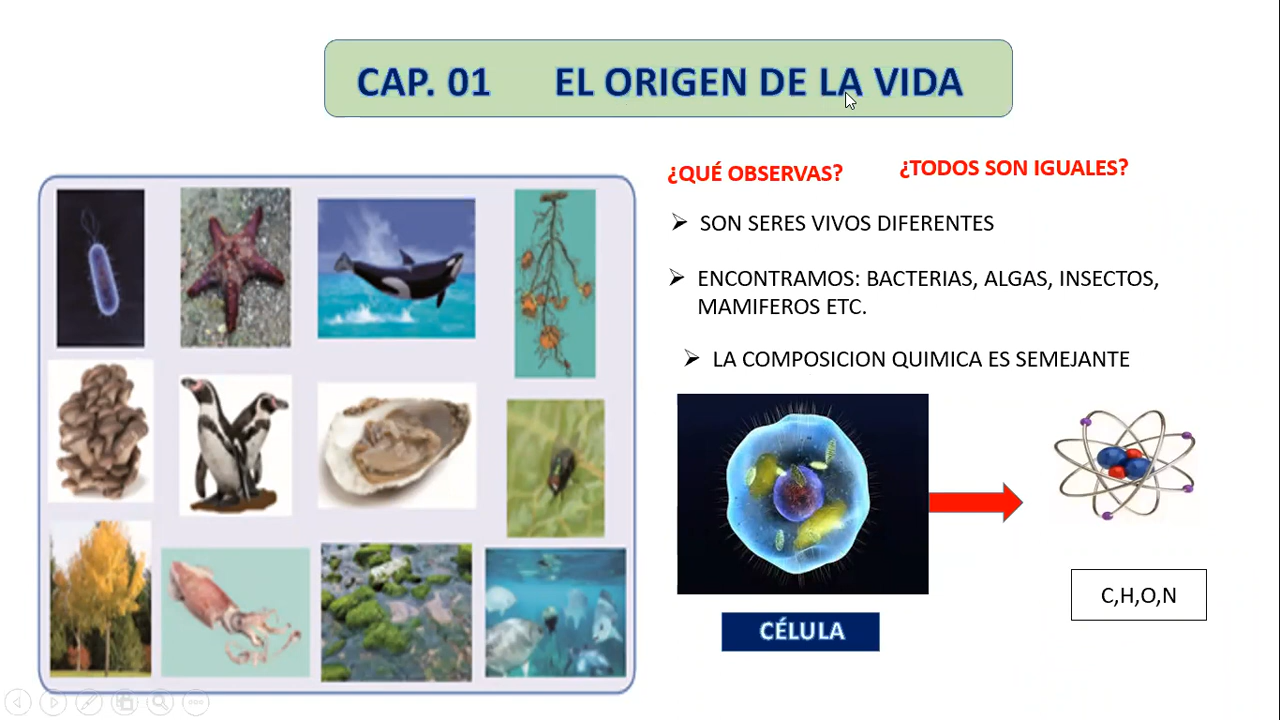 CAP. 01 EL ORIGEN DE LA VIDA
¿QUÉ OBSERVAS? ¿TODOS SON IGUALES?
SON SERES VIVOS DIFERENTES
ENCONTRAMOS: BACTERIAS, ALGAS, INSECTOS,
MAMIFEROS ETC.
LA COMPOSICION QUIMICA ES SEMEJANTE
CÉLULA
C,H,O,N